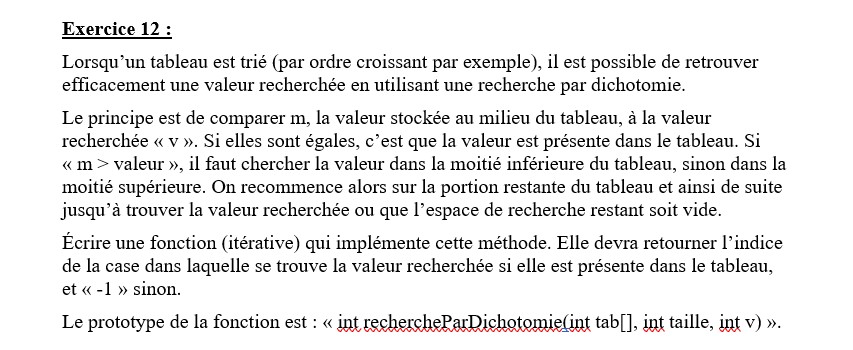 Exercice 12 :
Lorsqu’un tableau est trié (par ordre croissant par exemple), il est possible de retrouver
efficacement une valeur recherchée en utilisant une recherche par dichotomie.
Le principe est de comparer m, la valeur stockée au milieu du tableau, à la valeur
recherchée « v ». Si elles sont égales, c’est que la valeur est présente dans le tableau. Si
« m > valeur », il faut chercher la valeur dans la moitié inférieure du tableau, sinon dans la
moitié supérieure. On recommence alors sur la portion restante du tableau et ainsi de suite
jusqu’à trouver la valeur recherchée ou que l’espace de recherche restant soit vide.
Écrire une fonction (itérative) qui implémente cette méthode. Elle devra retourner l’indice
de la case dans laquelle se trouve la valeur recherchée si elle est présente dans le tableau,
et « -1 » sinon.
Le prototype de la fonction est : « int rechercheParDichotomie(int tab[], int taille, int v) ».